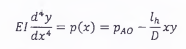 EI d⁴y/dx⁴ = p(x) = p_AO − l_h/D xy